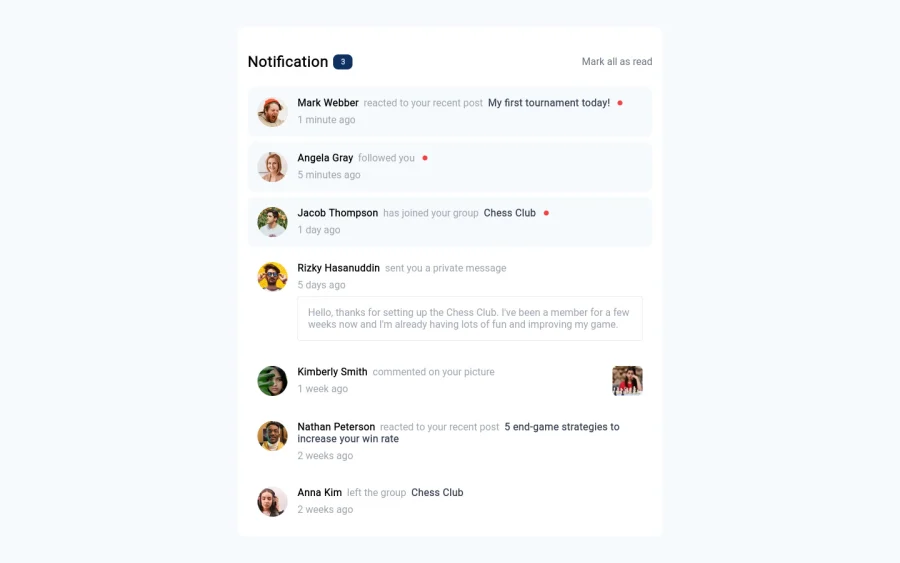 Notification 3 Mark all as read
Mark Webber reacted to your recent post My first tournament today!
1 minute ago
Angela Gray followed you
5 minutes ago
Jacob Thompson has joined your group Chess Club
1 day ago
Rizky Hasanuddin sent you a private message
5 days ago
Hello, thanks for setting up the Chess Club. I've been a member for a few
weeks now and I'm already having lots of fun and improving my game.
Kimberly Smith commented on your picture
1 week ago
Nathan Peterson reacted to your recent post 5 end-game strategies to
increase your win rate
2 weeks ago
Anna Kim left the group Chess Club
2 weeks ago